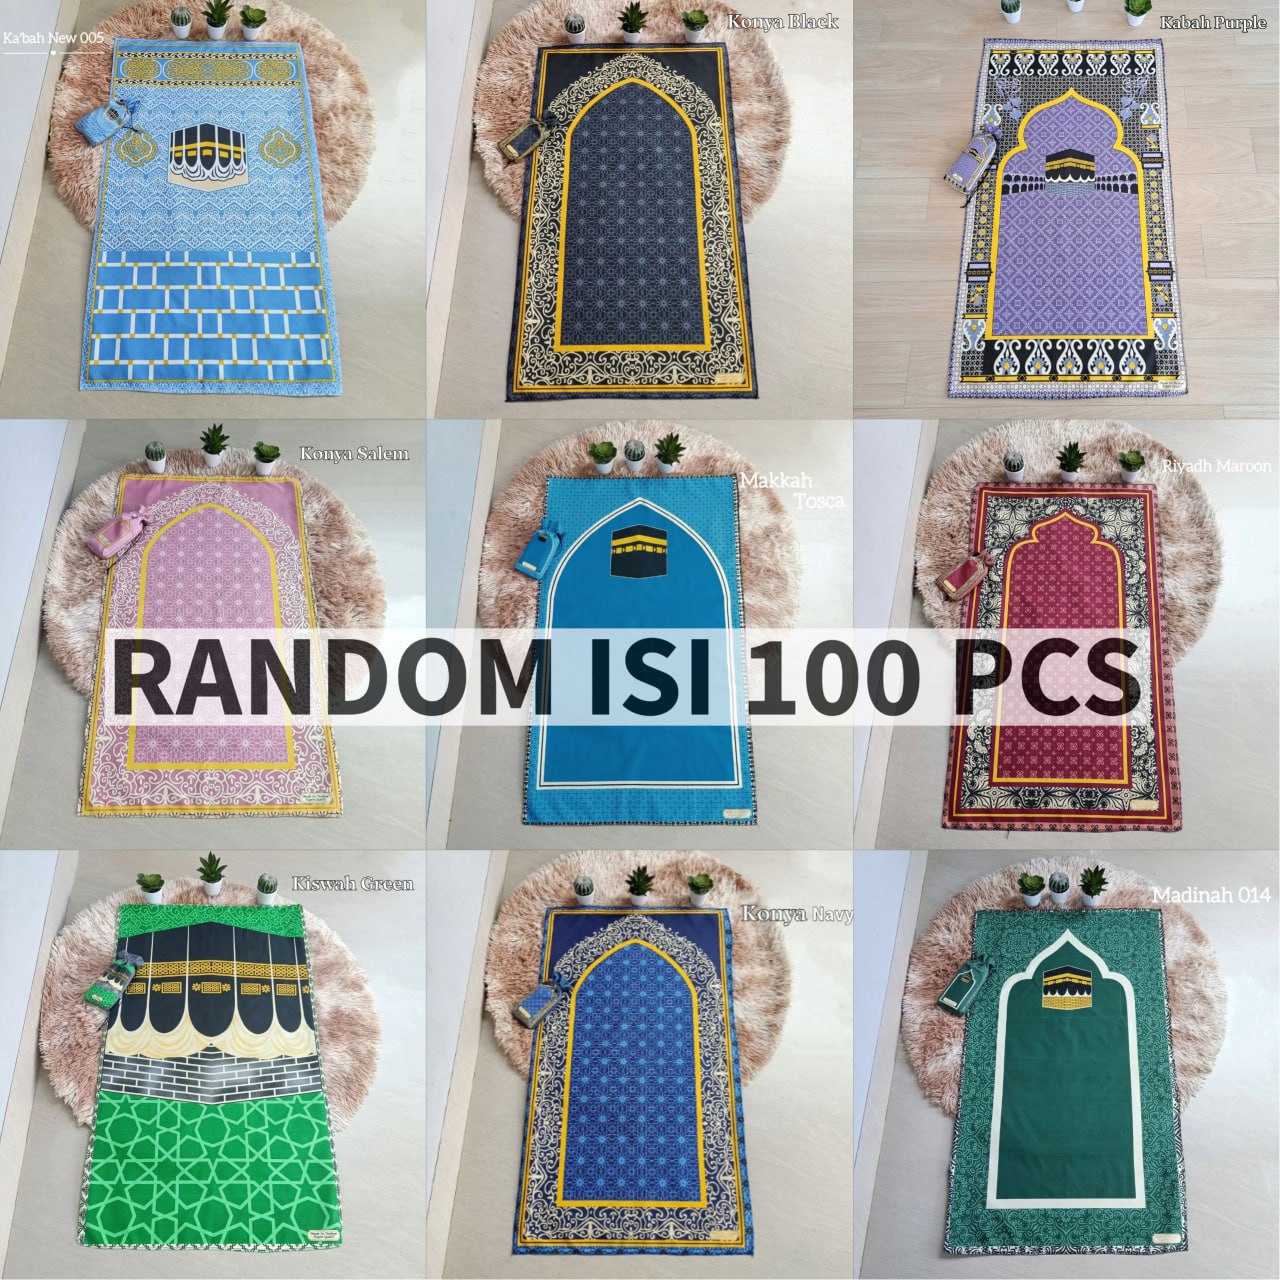 Ka'bah New 005
Konya Black
Kabah Purple
Konya Salem
Makkah
Tosca
Riyadh Maroon
RANDOM ISI 100 PCS
Kiswah Green
Konya Navy
Madinah 014